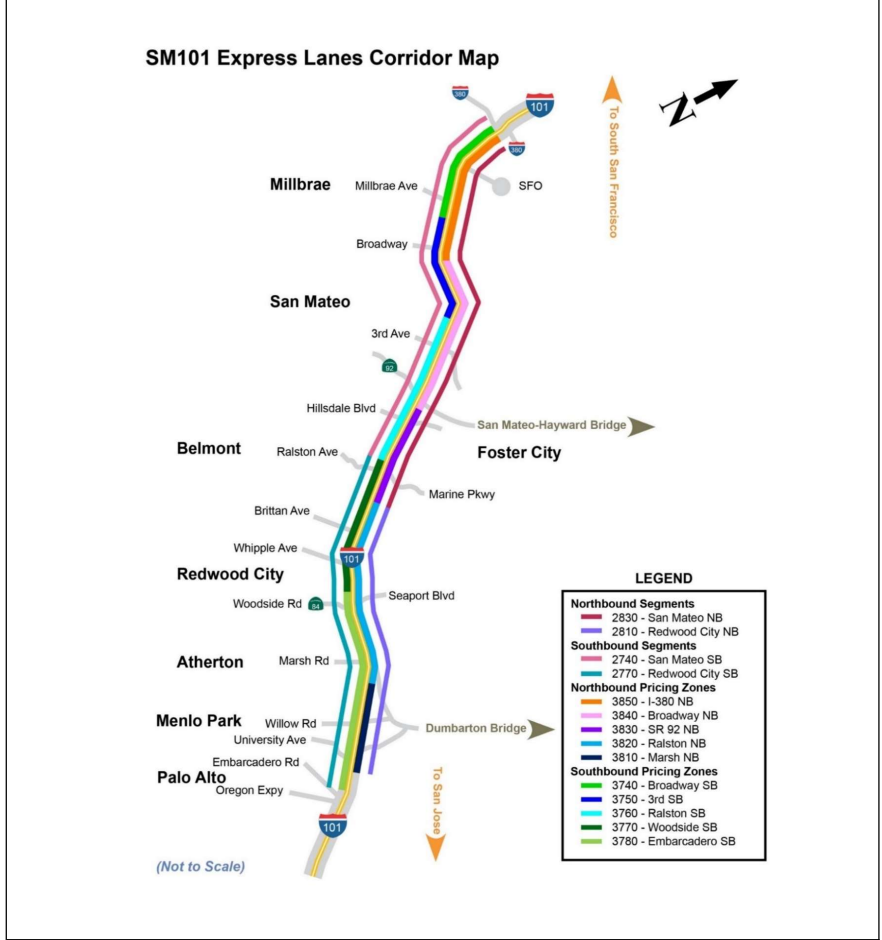 SM101 Express Lanes Corridor Map
380
101
N
To South San Francisco
380
Millbrae
Millbrae Ave
SFO
Broadway
San Mateo
3rd Ave
92
Hillsdale Blvd
San Mateo-Hayward Bridge
Belmont
Ralston Ave
Foster City
Marine Pkwy
Brittan Ave
Whipple Ave
101
Redwood City
Woodside Rd
84
Seaport Blvd
Atherton
Marsh Rd
Menlo Park
Willow Rd
Dumbarton Bridge
University Ave
Embarcadero Rd
Palo Alto
Oregon Expy
To San Jose
101
(Not to Scale)
LEGEND
Northbound Segments
2830 - San Mateo NB
2810 - Redwood City NB
Southbound Segments
2740 - San Mateo SB
2770 - Redwood City SB
Northbound Pricing Zones
3850 - I-380 NB
3840 - Broadway NB
3830 - SR 92 NB
3820 - Ralston NB
3810 - Marsh NB
Southbound Pricing Zones
3740 - Broadway SB
3750 - 3rd SB
3760 - Ralston SB
3770 - Woodside SB
3780 - Embarcadero SB